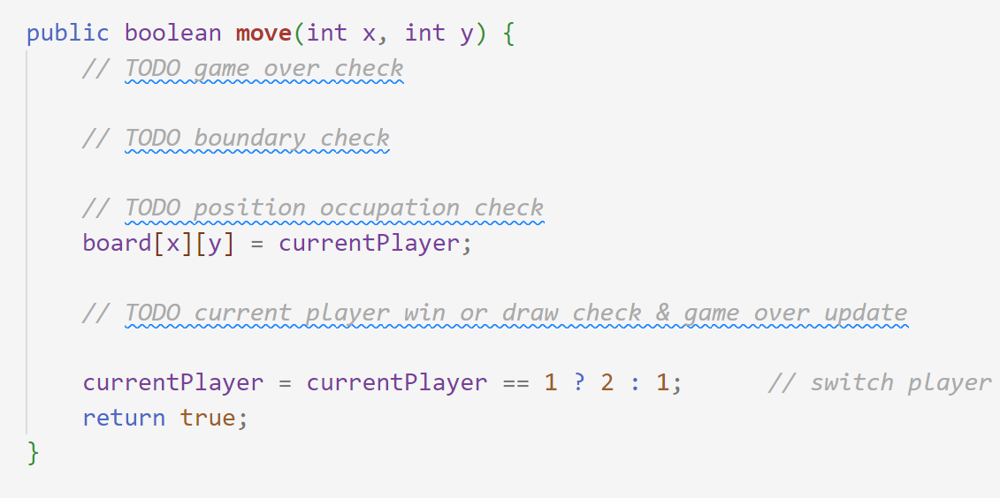 public boolean move(int x, int y) {
// TODO game over check
// TODO boundary check
// TODO position occupation check
board[x][y] = currentPlayer;
// TODO current player win or draw check & game over update
currentPlayer = currentPlayer == 1 ? 2 : 1; // switch player
return true;
}